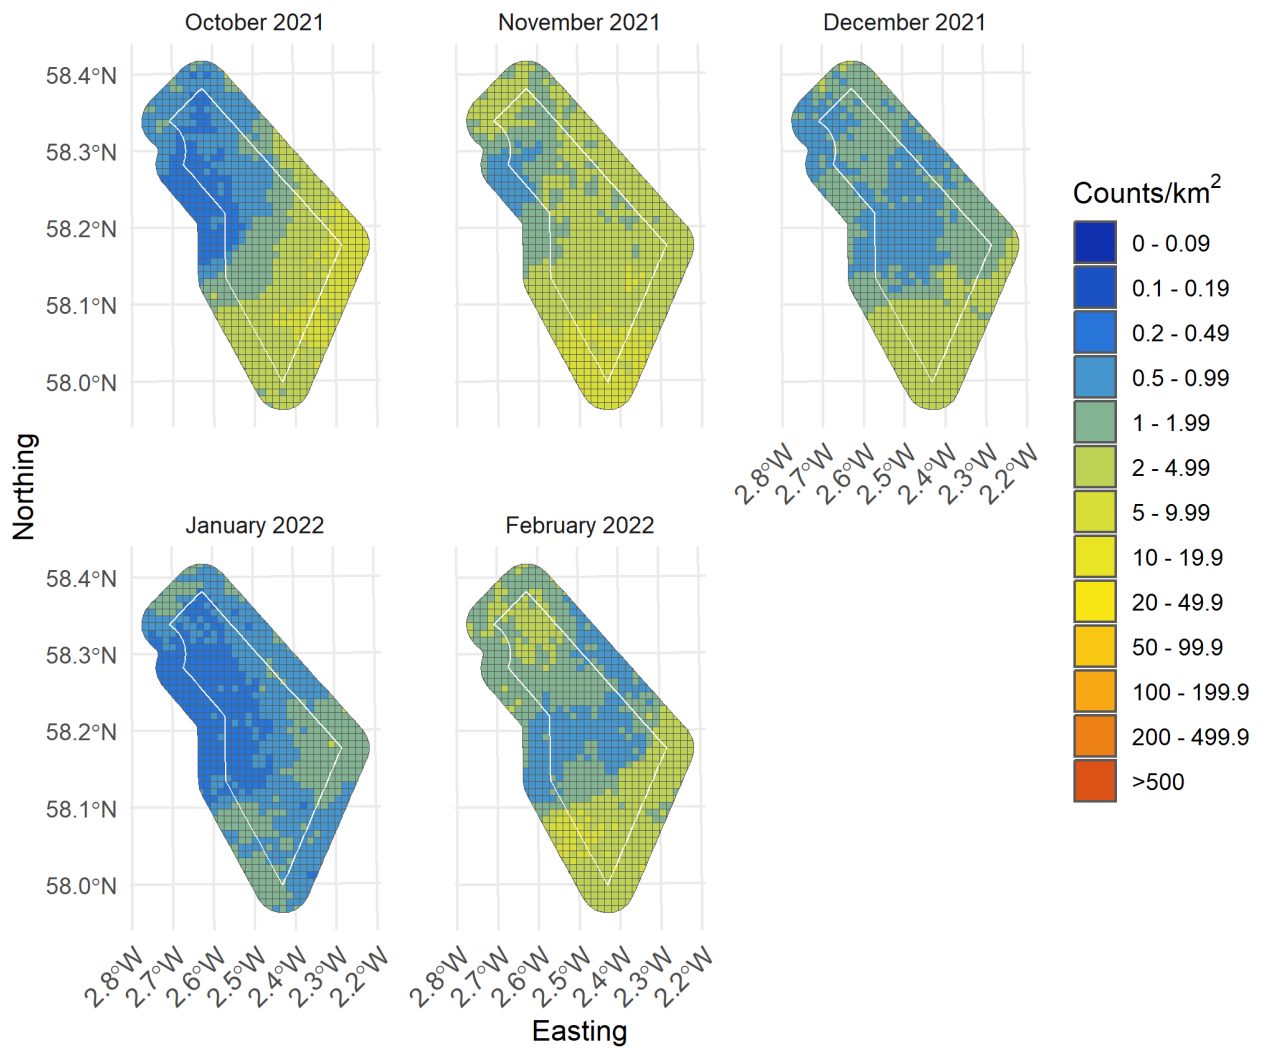 October 2021
November 2021
December 2021
58.4°N
58.3°N
58.2°N
58.1°N
58.0°N
2.8°W
2.7°W
2.6°W
2.5°W
2.4°W
2.3°W
2.2°W
January 2022
February 2022
58.4°N
58.3°N
58.2°N
58.1°N
58.0°N
2.8°W
2.7°W
2.6°W
2.5°W
2.4°W
2.3°W
2.2°W
2.8°W
2.7°W
2.6°W
2.5°W
2.4°W
2.3°W
2.2°W
Northing
Easting
Counts/km²
0 - 0.09
0.1 - 0.19
0.2 - 0.49
0.5 - 0.99
1 - 1.99
2 - 4.99
5 - 9.99
10 - 19.9
20 - 49.9
50 - 99.9
100 - 199.9
200 - 499.9
>500